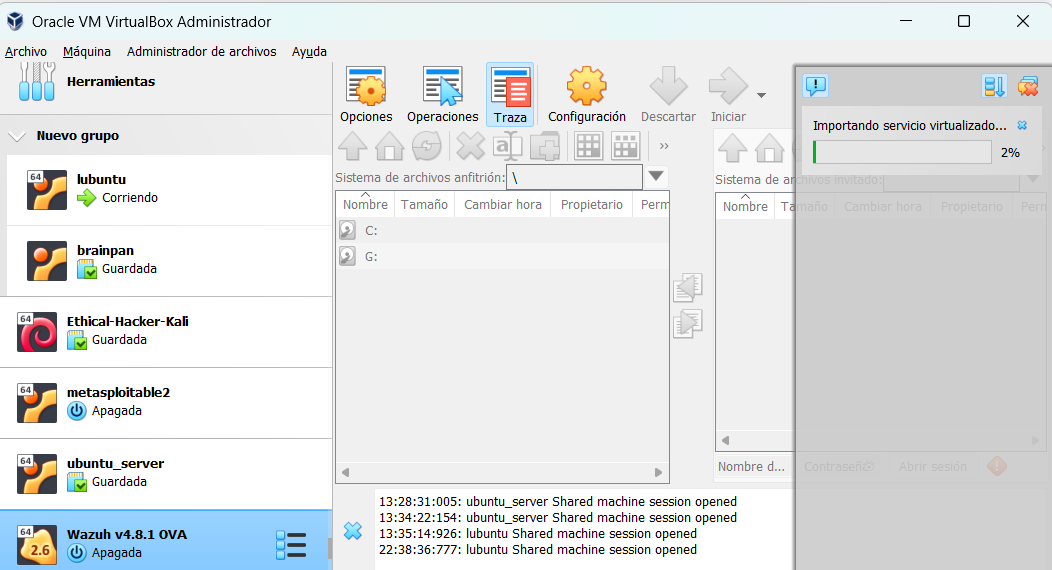 Oracle VM VirtualBox Administrador
Archivo Máquina Administrador de archivos Ayuda
Herramientas
Nuevo grupo
64
lubuntu
Corriendo
brainpan
Guardada
64
Ethical-Hacker-Kali
Guardada
64
metasploitable2
Apagada
64
ubuntu_server
Guardada
64
2.6
Wazuh v4.8.1 OVA
Apagada
Opciones Operaciones Traza Configuración Descartar Iniciar
Sistema de archivos anfitrión: \
Nombre Tamaño Cambiar hora Propietario Perm
C:
G:
Sistema de archivos invitado:
Nombre Tamaño Cambiar hora Propietario Perm
Nombre d... Contraseñ Abrir sesión
Importando servicio virtualizado...
2%
13:28:31:005: ubuntu_server Shared machine session opened
13:34:22:154: ubuntu_server Shared machine session opened
13:35:14:926: lubuntu Shared machine session opened
22:38:36:777: lubuntu Shared machine session opened